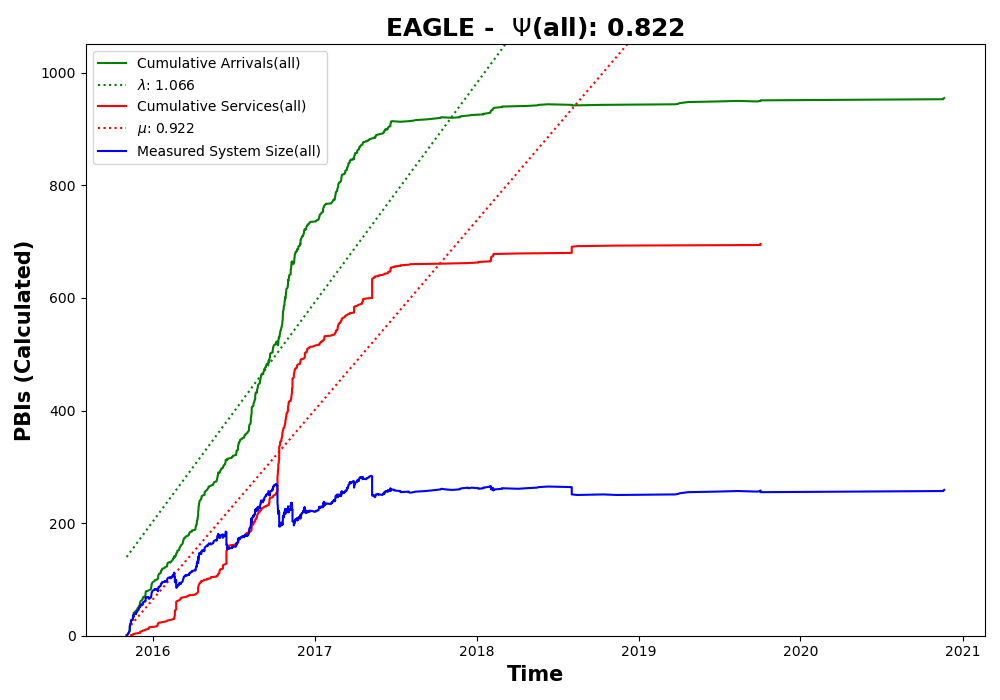 EAGLE - Ψ(all): 0.822
Cumulative Arrivals(all)
λ: 1.066
Cumulative Services(all)
μ: 0.922
Measured System Size(all)
PBIs (Calculated)
1000
800
600
400
200
0
2016 2017 2018 2019 2020 2021
Time